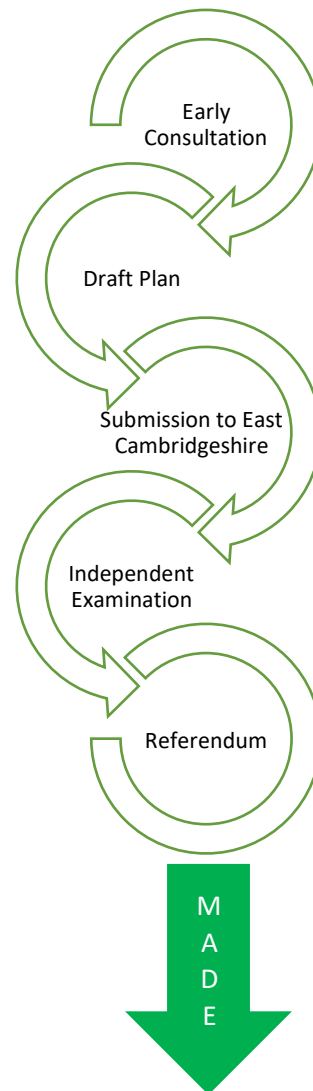 Early
Consultation
Draft Plan
Submission to East
Cambridgeshire
Independent
Examination
Referendum
M
A
D
E